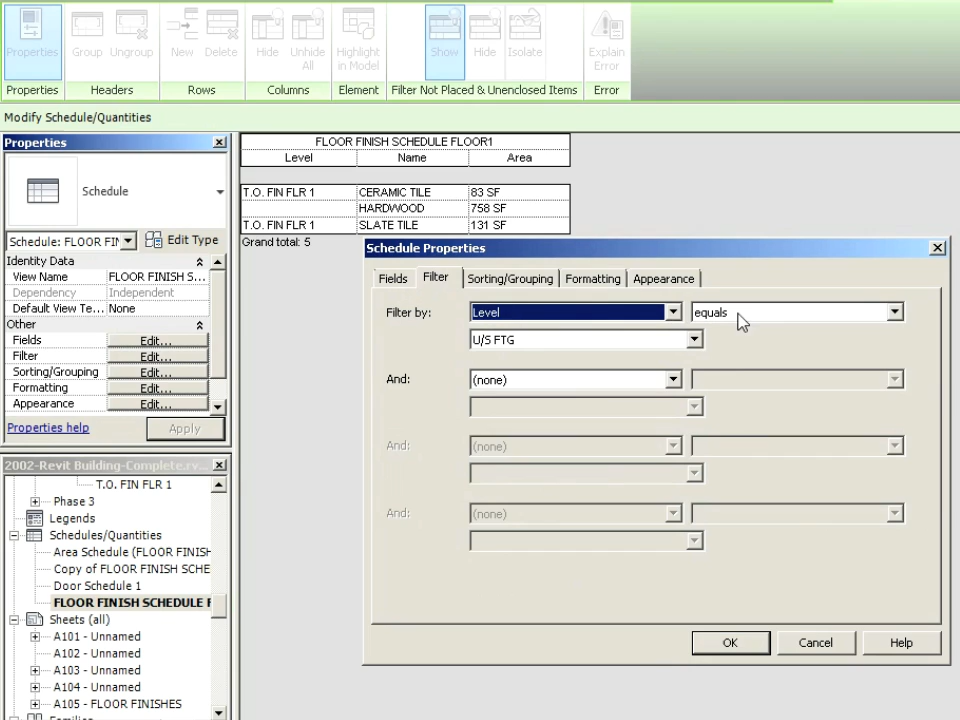 Properties
Group
Ungroup
New
Delete
Hide
Unhide All
Highlight in Model
Show
Hide
Isolate
Explain Error
Properties
Headers
Rows
Columns
Element
Filter Not Placed & Unenclosed Items
Error
Modify Schedule/Quantities
Properties
Schedule
Schedule: FLOOR FIN
Edit Type
Identity Data
View Name FLOOR FINISH S...
Dependency Independent
Default View Te... None
Other
Fields Edit...
Filter Edit...
Sorting/Grouping Edit...
Formatting Edit...
Appearance Edit...
Properties help
Apply
2002-Revit Building-Complete.rv...
T.O. FIN FLR 1
Phase 3
Legends
Schedules/Quantities
Area Schedule (FLOOR FINISH
Copy of FLOOR FINISH SCHE
Door Schedule 1
FLOOR FINISH SCHEDULE F
Sheets (all)
A101 - Unnamed
A102 - Unnamed
A103 - Unnamed
A104 - Unnamed
A105 - FLOOR FINISHES
Families
FLOOR FINISH SCHEDULE FLOOR1
Level Name Area
T.O. FIN FLR 1 CERAMIC TILE 83 SF
HARDWOOD 758 SF
T.O. FIN FLR 1 SLATE TILE 131 SF
Grand total: 5
Schedule Properties
Fields Filter Sorting/Grouping Formatting Appearance
Filter by: Level equals
U/S FTG
And: (none)
And: (none)
And: (none)
OK Cancel Help